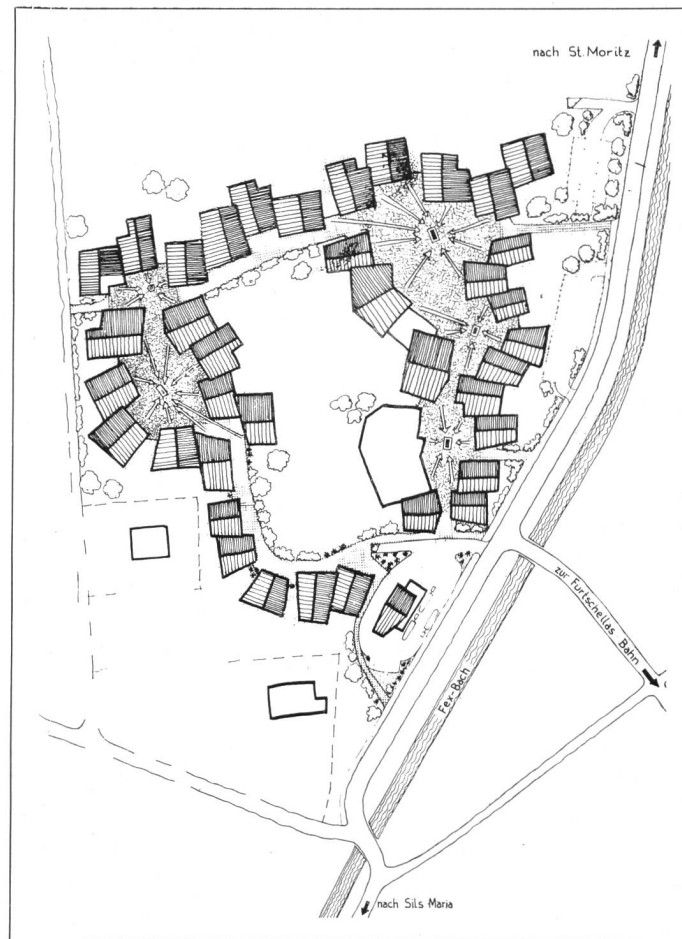 nach St. Moritz
zur Furtschellas Bahn
Fex-Bach
nach Sils Maria